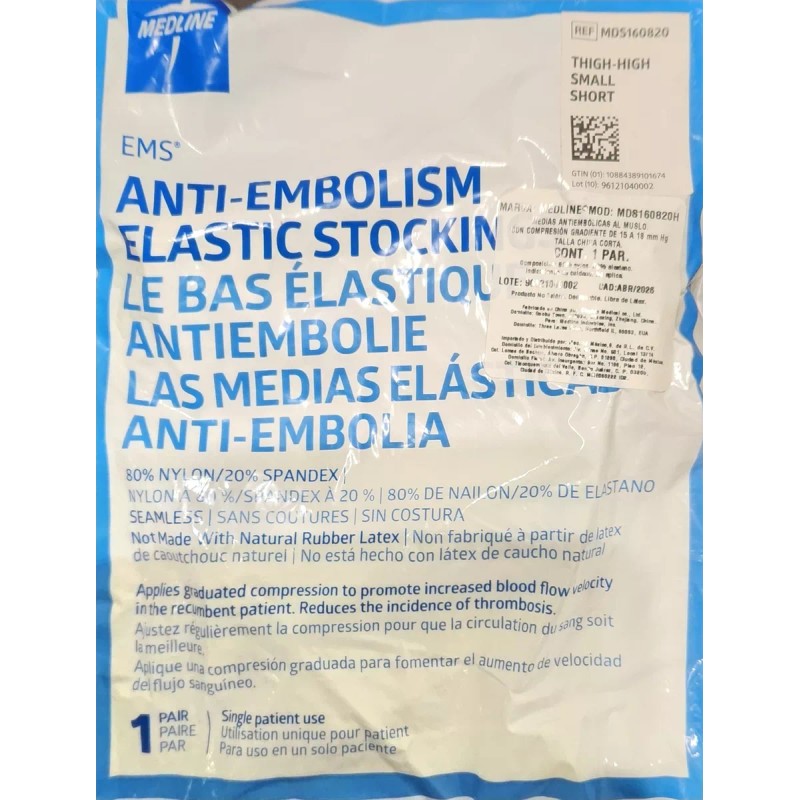 MEDLINE
REF MDS160820
THIGH-HIGH
SMALL
SHORT
GTIN (01): 10884389101674
Lot (10): 96121040002
EMS®
ANTI-EMBOLISM
ELASTIC STOCKIN
LE BAS ÉLASTIQU
ANTIEMBOLIE
LAS MEDIAS ELÁSTICAS
ANTI-EMBOLIA
MARCA: MEDLINE MOD: MDS160820H
MEDIAS ANTIEMBÓLICAS AL MUSLO
CON COMPRESIÓN GRADIENTE DE 15 A 18 mm Hg
TALLA CHICA CORTA.
CONT. 1 PAR.
LOTE: CAD:ABR/2026
Libre de Látex.
80% NYLON/20% SPANDEX |
NYLON À 80 %/SPANDEX À 20 % | 80% DE NAILON/20% DE ELASTANO
SEAMLESS | SANS COUTURES | SIN COSTURA
Not Made With Natural Rubber Latex | Non fabriqué à partir de latex
de caoutchouc naturel | No está hecho con látex de caucho natural
Applies graduated compression to promote increased blood flow velocity
in the recumbent patient. Reduces the incidence of thrombosis.
Ajustez régulièrement la compression pour que la circulation du sang soit
la meilleure.
Aplique una compresión graduada para fomentar el aumento de velocidad
del flujo sanguíneo.
1 PAIR
PAIRE
PAR
Single patient use
Utilisation unique pour patient
Para uso en un solo paciente